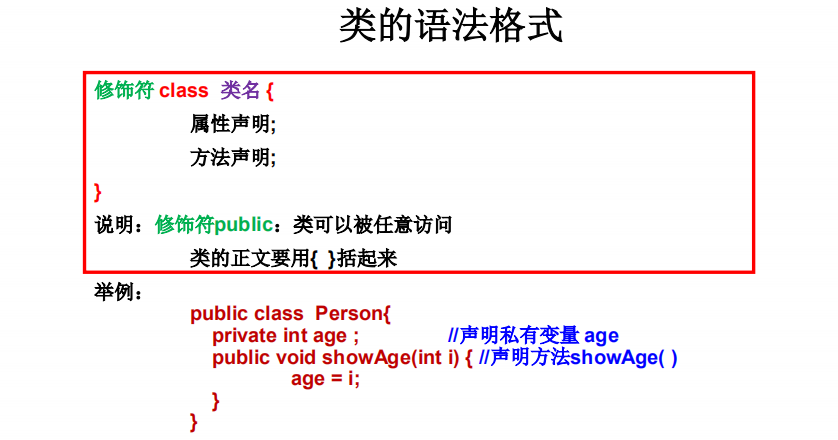 类的语法格式
修饰符 class 类名 {
属性声明;
方法声明;
}
说明：修饰符public：类可以被任意访问
类的正文要用{ }括起来
举例：
public class Person{
private int age ; //声明私有变量 age
public void showAge(int i) { //声明方法showAge( )
age = i;
}
}